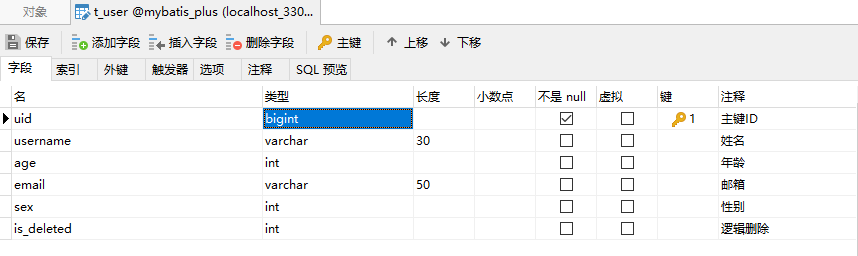 对象 t_user @mybatis_plus (localhost_330...
保存 添加字段 插入字段 删除字段 主键 上移 下移
字段 索引 外键 触发器 选项 注释 SQL 预览
名 类型 长度 小数点 不是 null 虚拟 键 注释
uid bigint 1 主键ID
username varchar 30 姓名
age int 年龄
email varchar 50 邮箱
sex int 性别
is_deleted int 逻辑删除